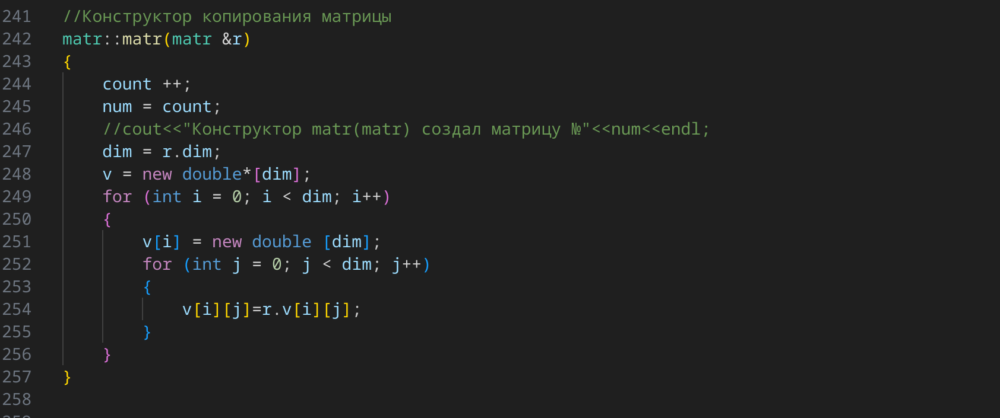 241 //Конструктор копирования матрицы
242 matr::matr(matr &r)
243 {
244 count ++;
245 num = count;
246 //cout<<"Конструктор matr(matr) создал матрицу №"<<num<<endl;
247 dim = r.dim;
248 v = new double*[dim];
249 for (int i = 0; i < dim; i++)
250 {
251 v[i] = new double [dim];
252 for (int j = 0; j < dim; j++)
253 {
254 v[i][j]=r.v[i][j];
255 }
256 }
257 }
258